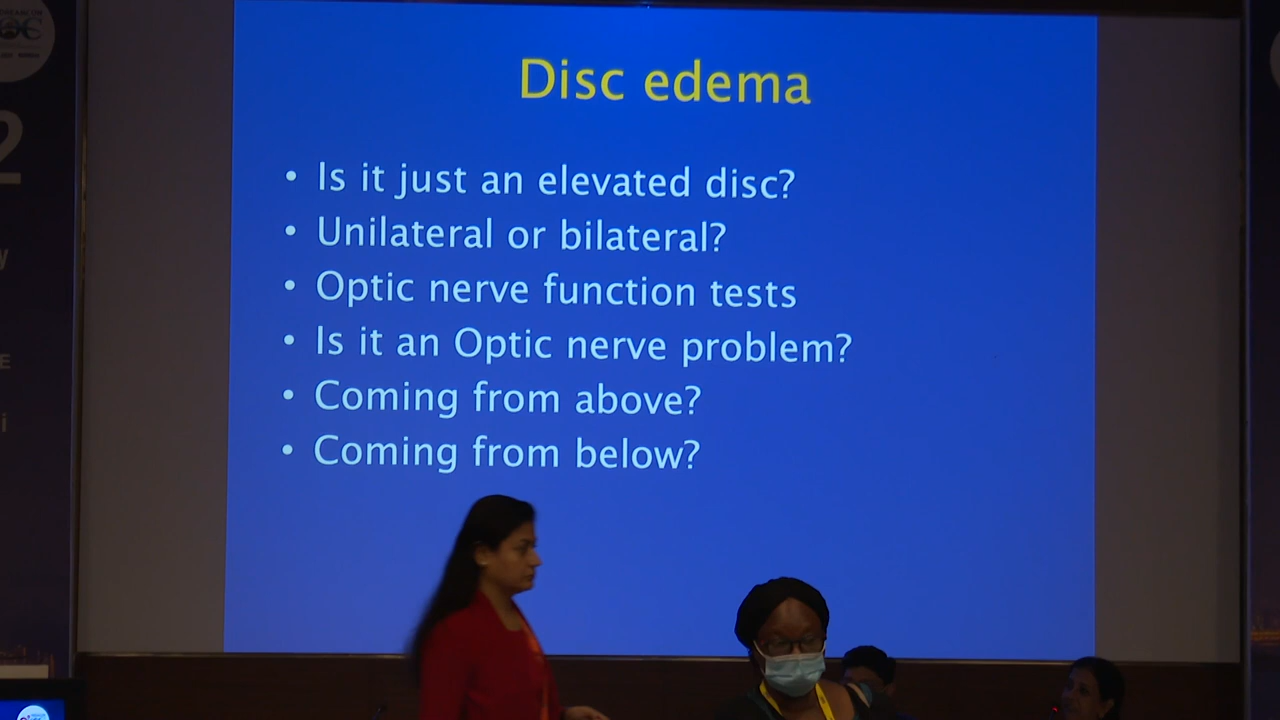 Disc edema
• Is it just an elevated disc?
• Unilateral or bilateral?
• Optic nerve function tests
• Is it an Optic nerve problem?
• Coming from above?
• Coming from below?
2
y
E
i